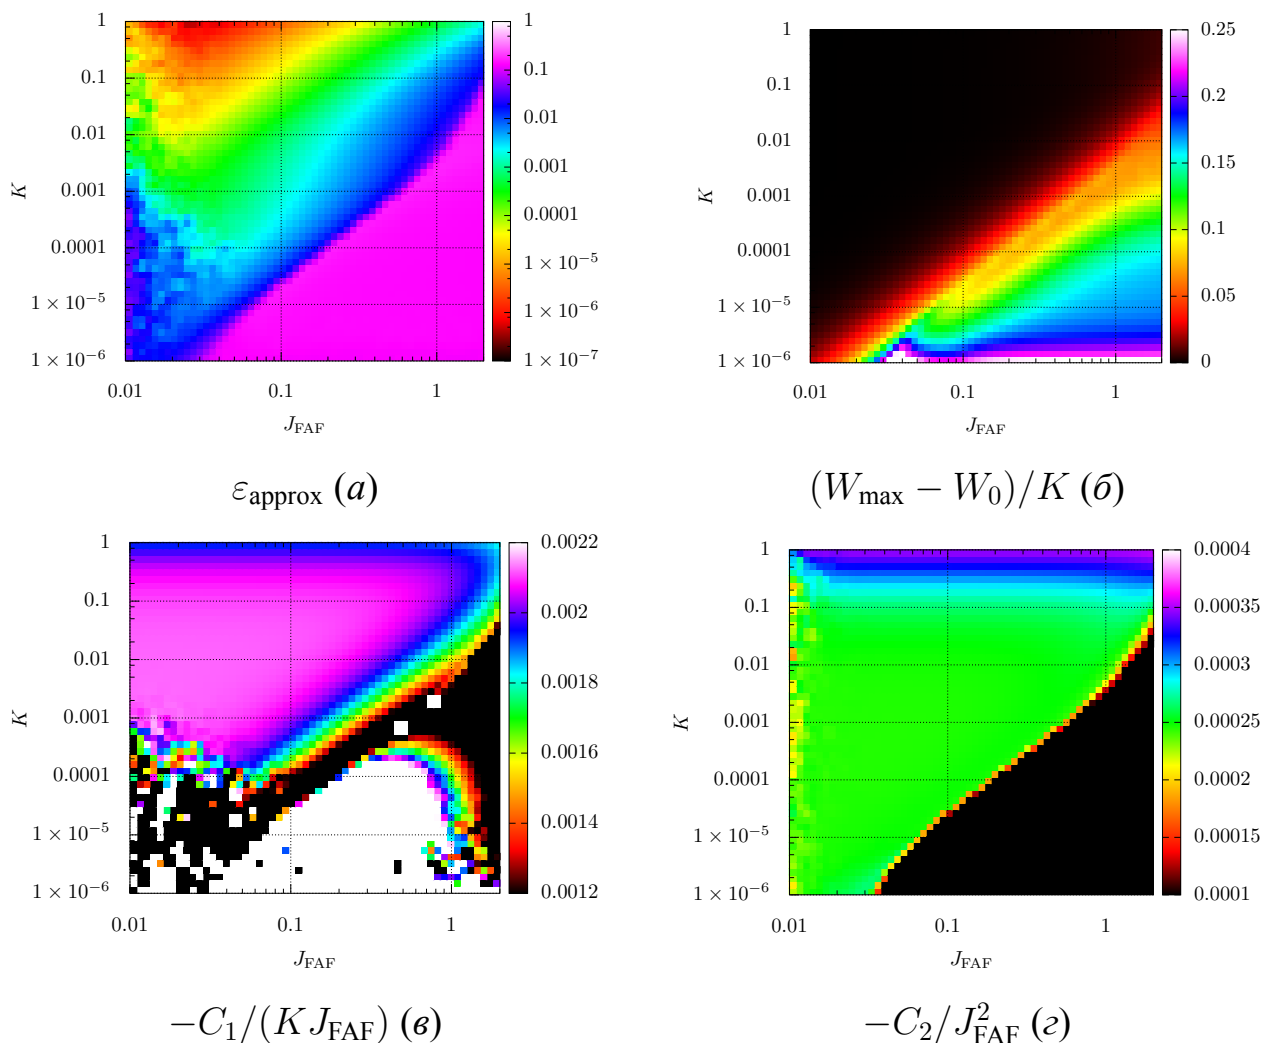 1
0.1
0.01
0.001
0.0001
1 × 10⁻⁵
1 × 10⁻⁶
K
0.01 0.1 1
J_FAF
1
0.1
0.01
0.001
0.0001
1 × 10⁻⁵
1 × 10⁻⁶
1 × 10⁻⁷
ε_approx (а)
1
0.1
0.01
0.001
0.0001
1 × 10⁻⁵
1 × 10⁻⁶
K
0.01 0.1 1
J_FAF
0.25
0.2
0.15
0.1
0.05
0
(W_max − W_0)/K (б)
1
0.1
0.01
0.001
0.0001
1 × 10⁻⁵
1 × 10⁻⁶
K
0.01 0.1 1
J_FAF
0.0022
0.002
0.0018
0.0016
0.0014
0.0012
−C_1/(KJ_FAF) (в)
1
0.1
0.01
0.001
0.0001
1 × 10⁻⁵
1 × 10⁻⁶
K
0.01 0.1 1
J_FAF
0.0004
0.00035
0.0003
0.00025
0.0002
0.00015
0.0001
−C_2/J²_FAF (г)